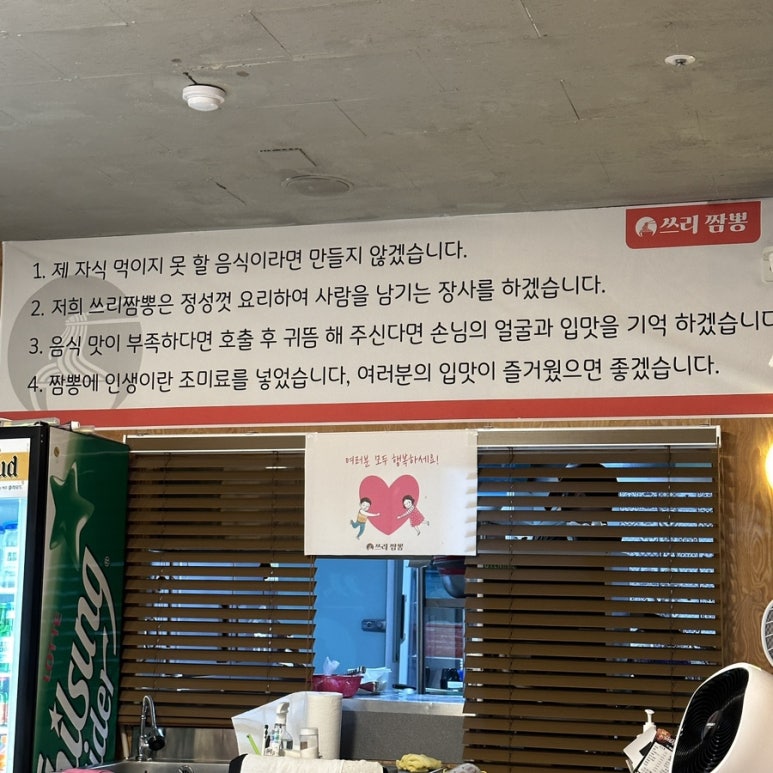 쓰리 짬뽕
1. 제 자식 먹이지 못 할 음식이라면 만들지 않겠습니다.
2. 저희 쓰리짬뽕은 정성껏 요리하여 사람을 남기는 장사를 하겠습니다.
3. 음식 맛이 부족하다면 호출 후 귀뜸 해 주신다면 손님의 얼굴과 입맛을 기억 하겠습니다
4. 짬뽕에 인생이란 조미료를 넣었습니다, 여러분의 입맛이 즐거웠으면 좋겠습니다.
여러분 모두 행복하세요!
쓰리 짬뽕
ud
LOTTE
hilsung
ider